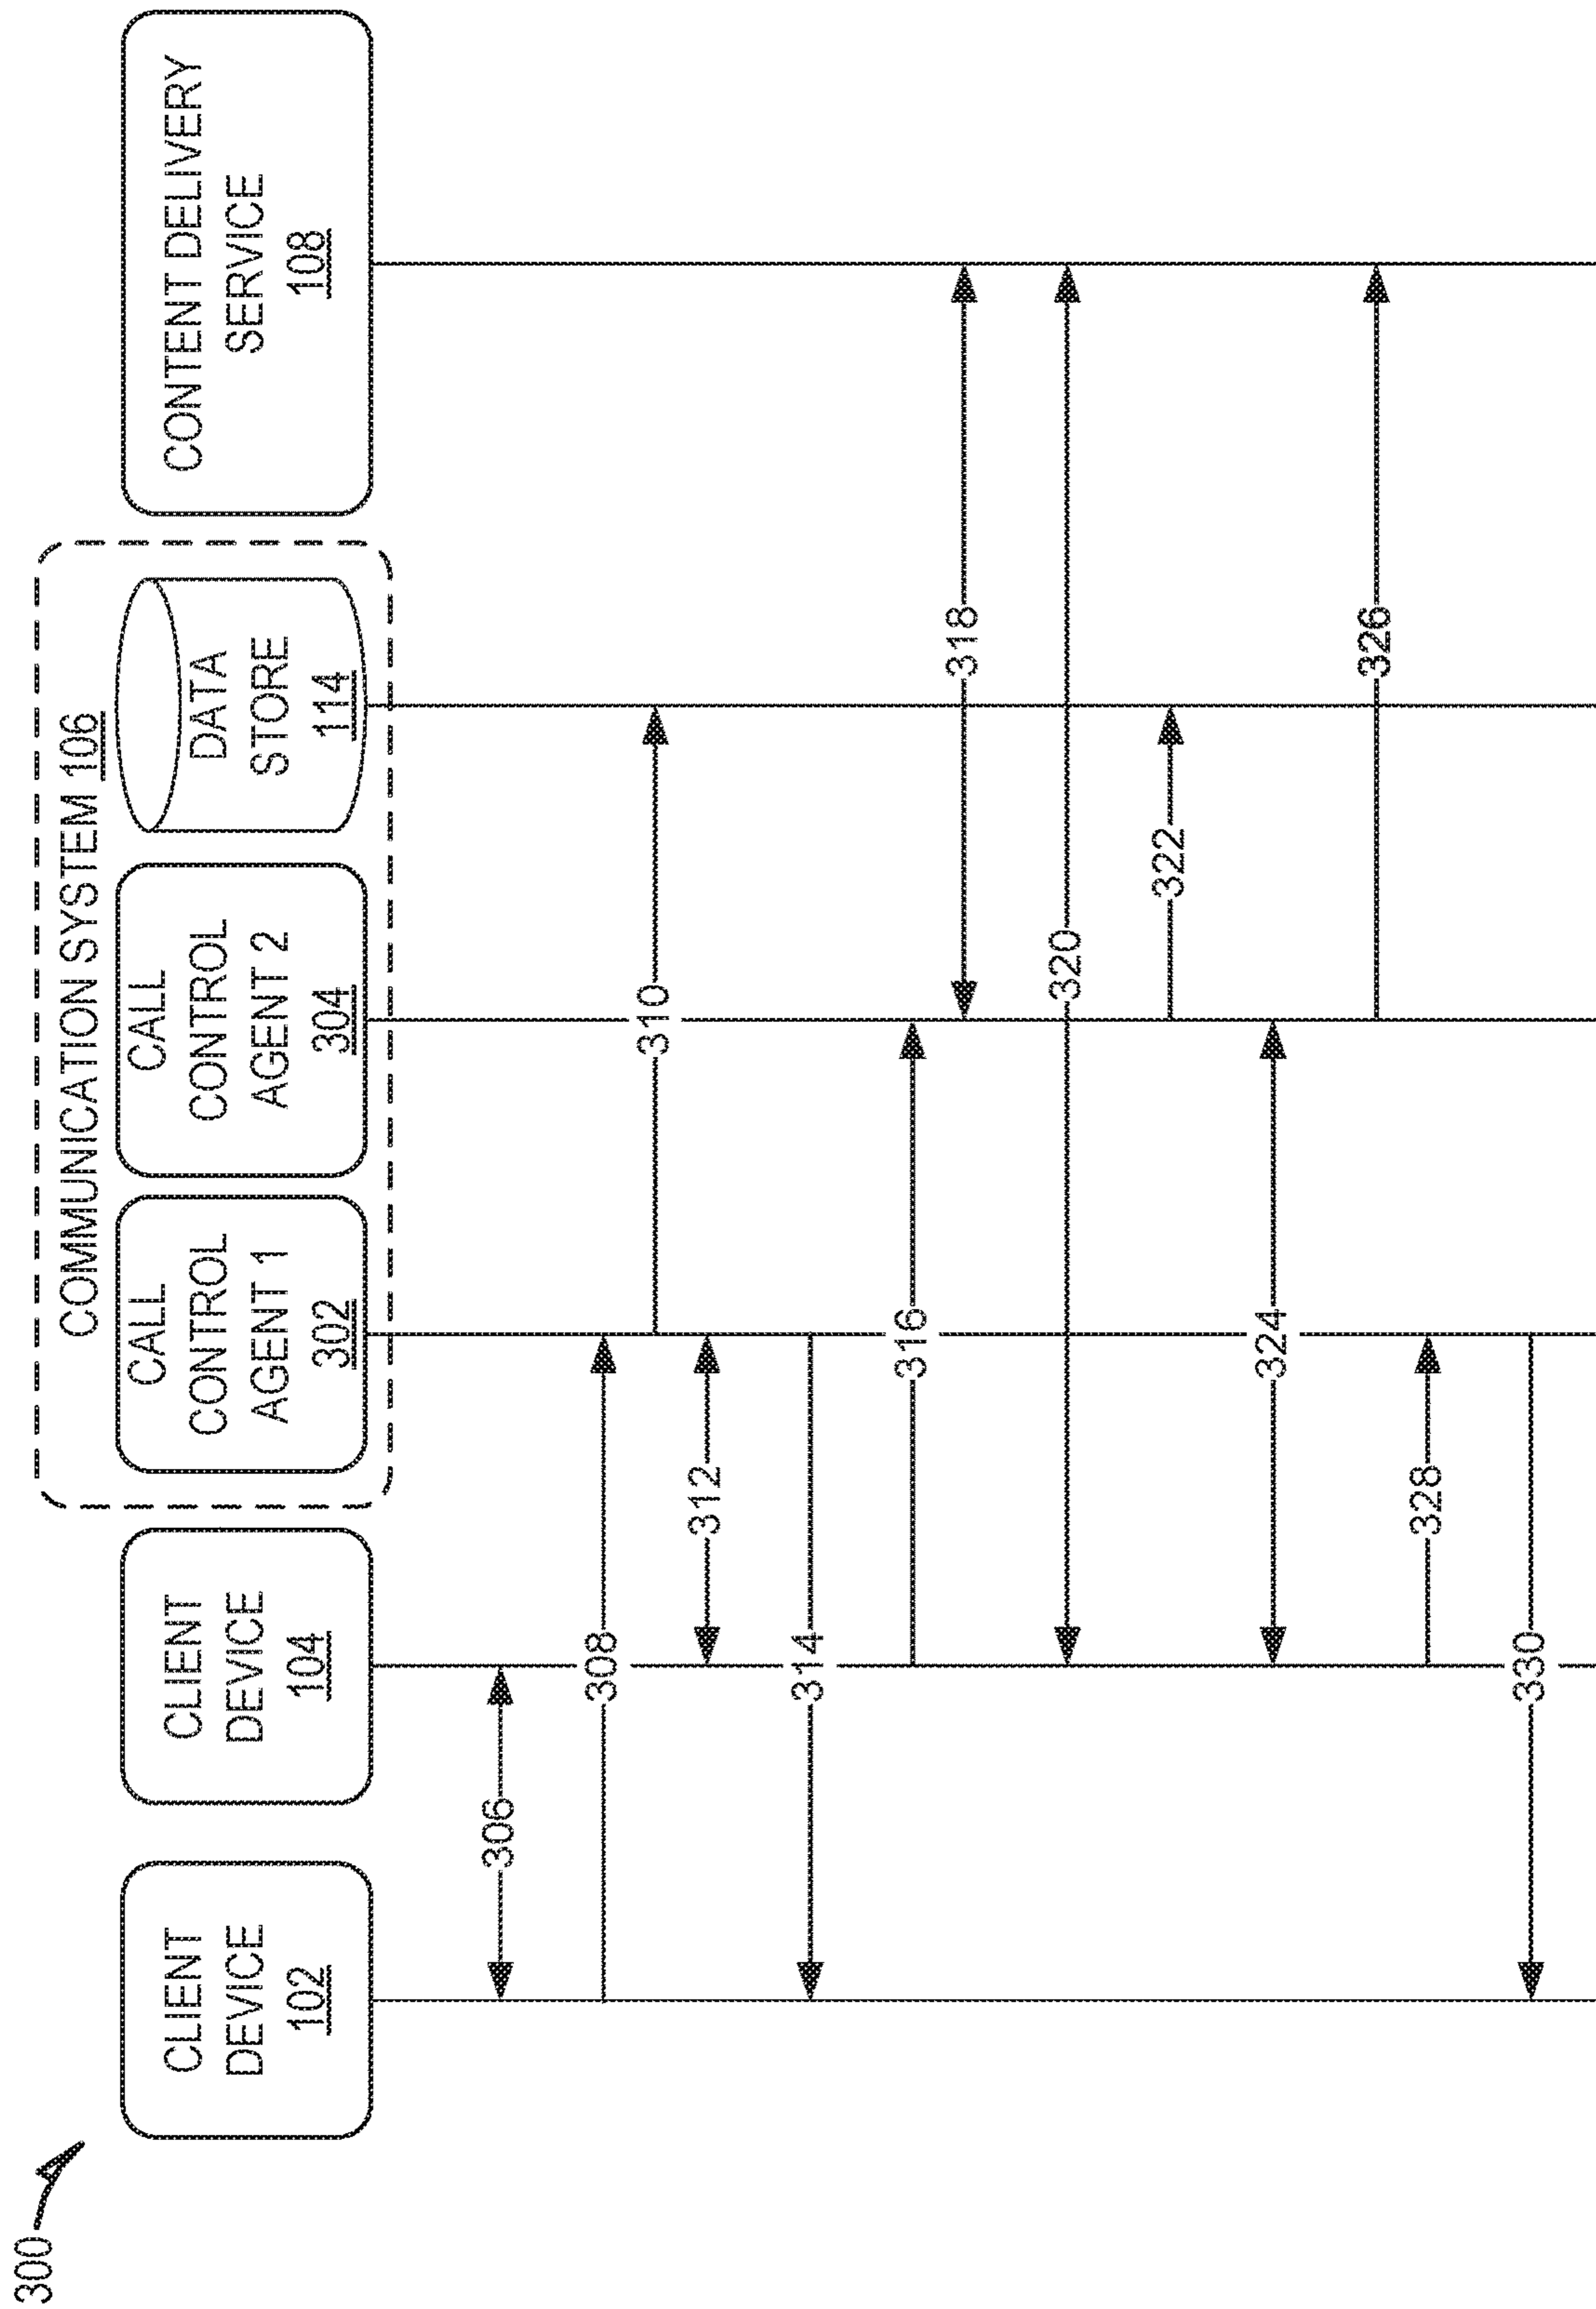 300
COMMUNICATION SYSTEM 106
CLIENT
DEVICE
102
CLIENT
DEVICE
104
CALL
CONTROL
AGENT 1
302
CALL
CONTROL
AGENT 2
304
DATA
STORE
114
CONTENT DELIVERY
SERVICE
108
306
308
310
312
314
316
318
320
322
324
326
328
330